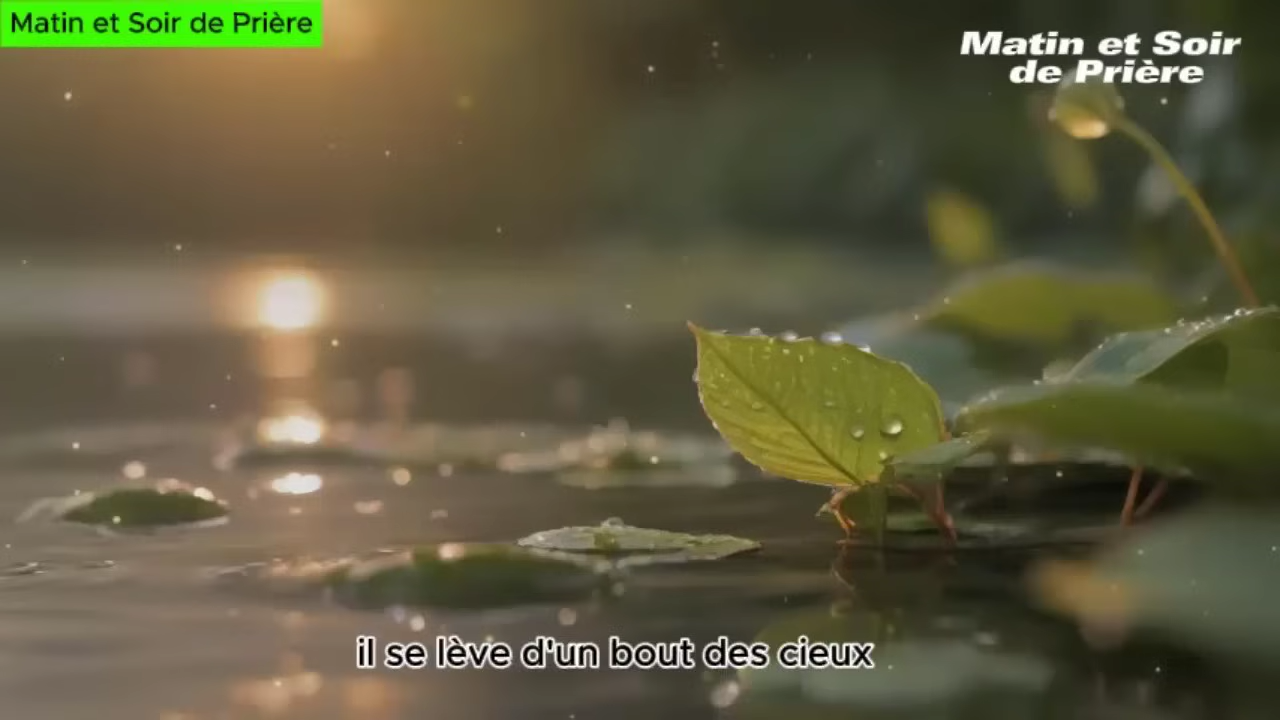 Matin et Soir de Prière
Matin et Soir
de Prière
il se lève d'un bout des cieux